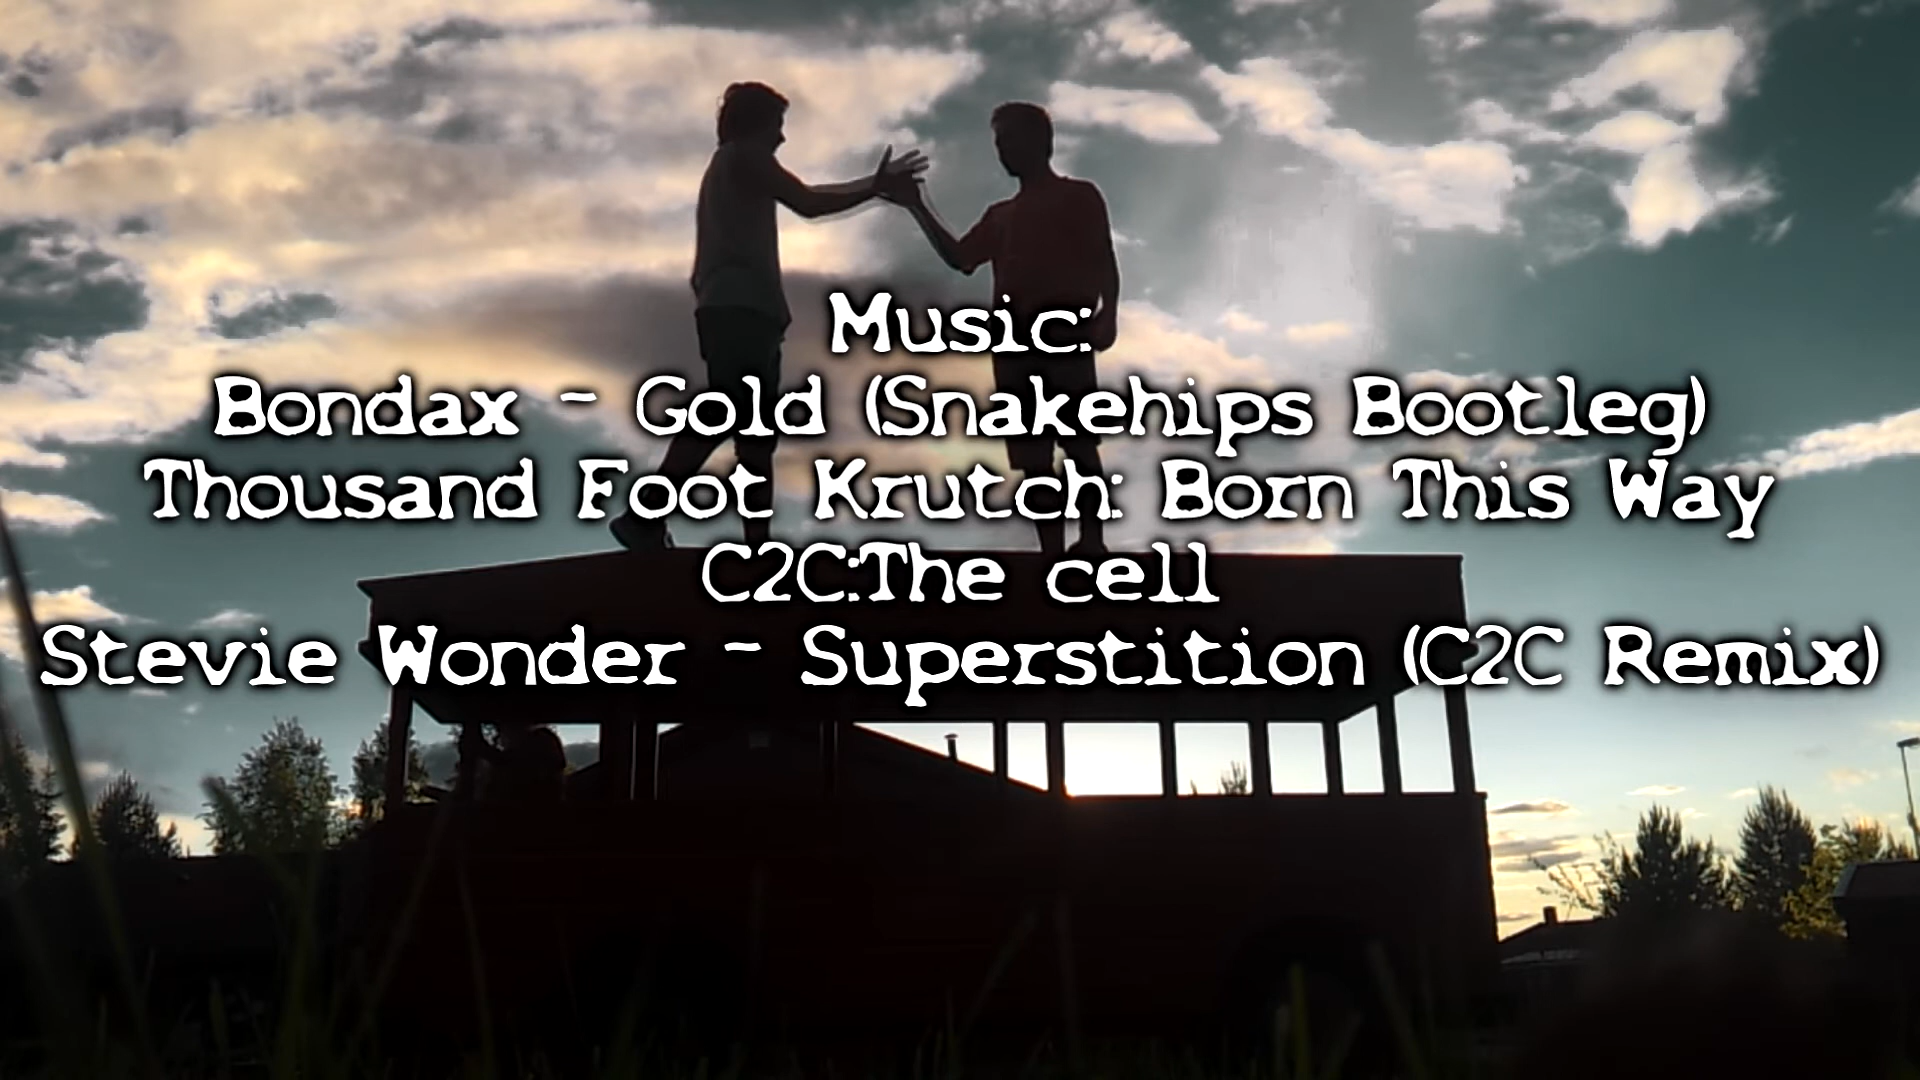 Music:
Bondax - Gold (Snakehips Bootleg)
Thousand Foot Krutch: Born This Way
C2C:The cell
Stevie Wonder - Superstition (C2C Remix)